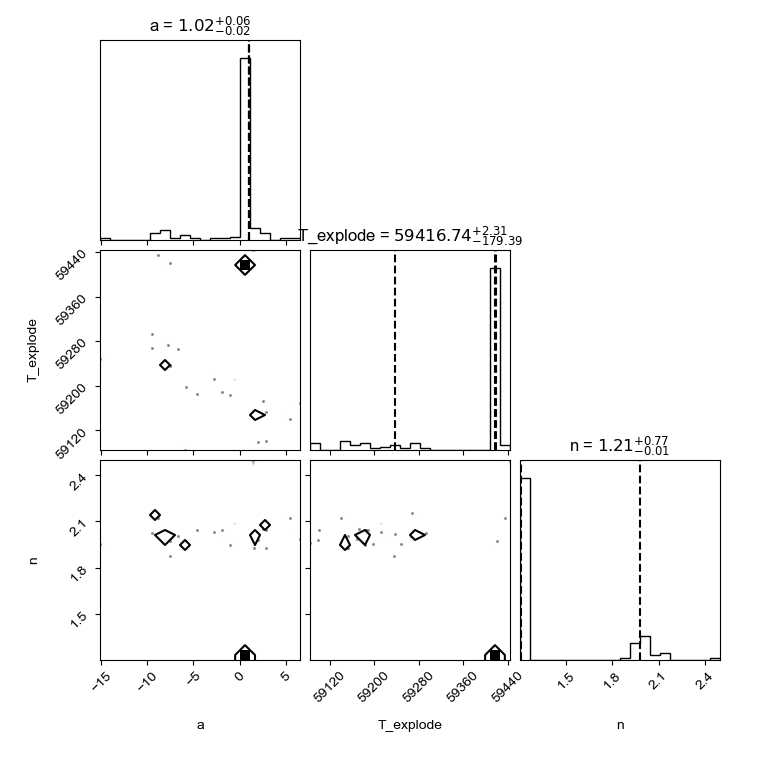 a = 1.02+0.06−0.02
T_explode = 59416.74+2.31−179.39
59440
59360
59280
59200
59120
T_explode
n = 1.21+0.77−0.01
2.4
2.1
1.8
1.5
n
−15 −10 −5 0 5
59120 59200 59280 59360 59440
1.5 1.8 2.1 2.4
a T_explode n